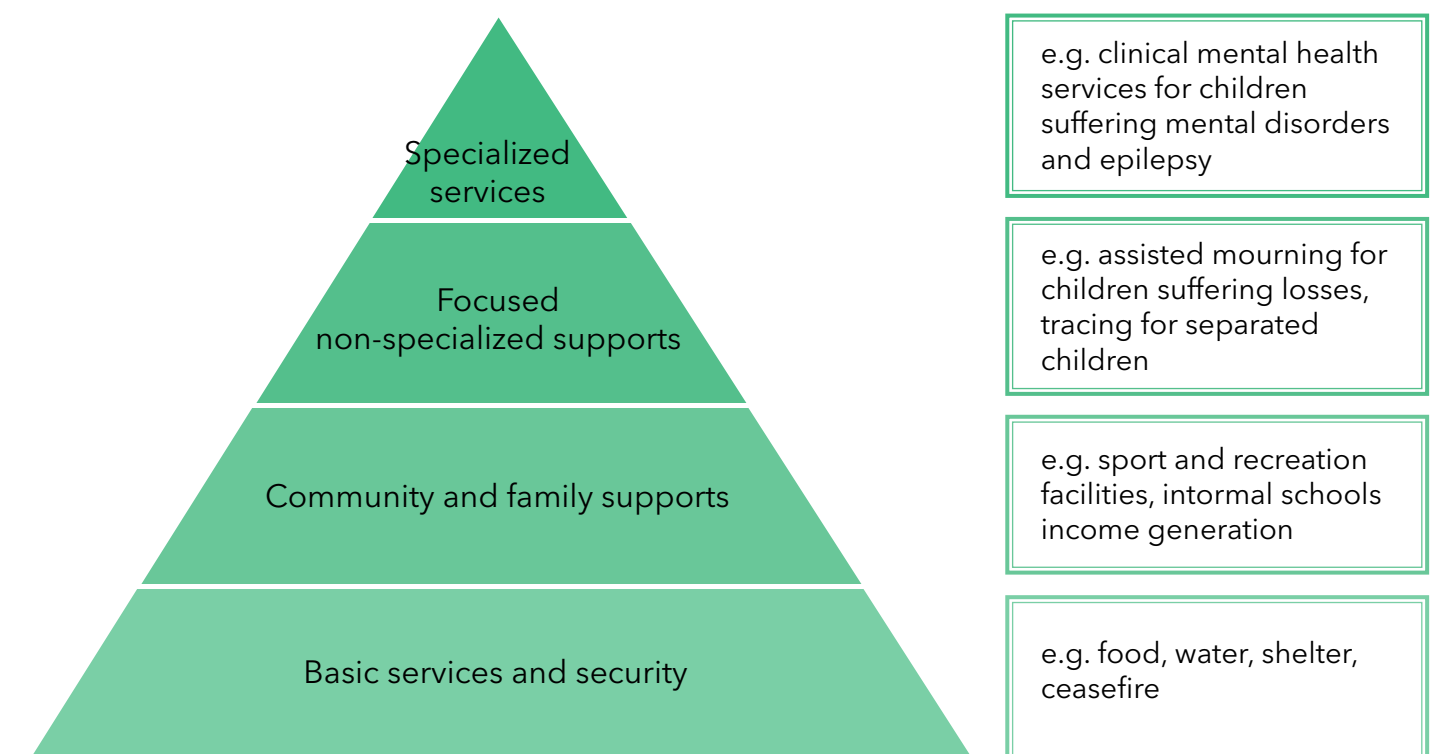 Specialized
services
e.g. clinical mental health
services for children
suffering mental disorders
and epilepsy
Focused
non-specialized supports
e.g. assisted mourning for
children suffering losses,
tracing for separated
children
Community and family supports
e.g. sport and recreation
facilities, intormal schools
income generation
Basic services and security
e.g. food, water, shelter,
ceasefire